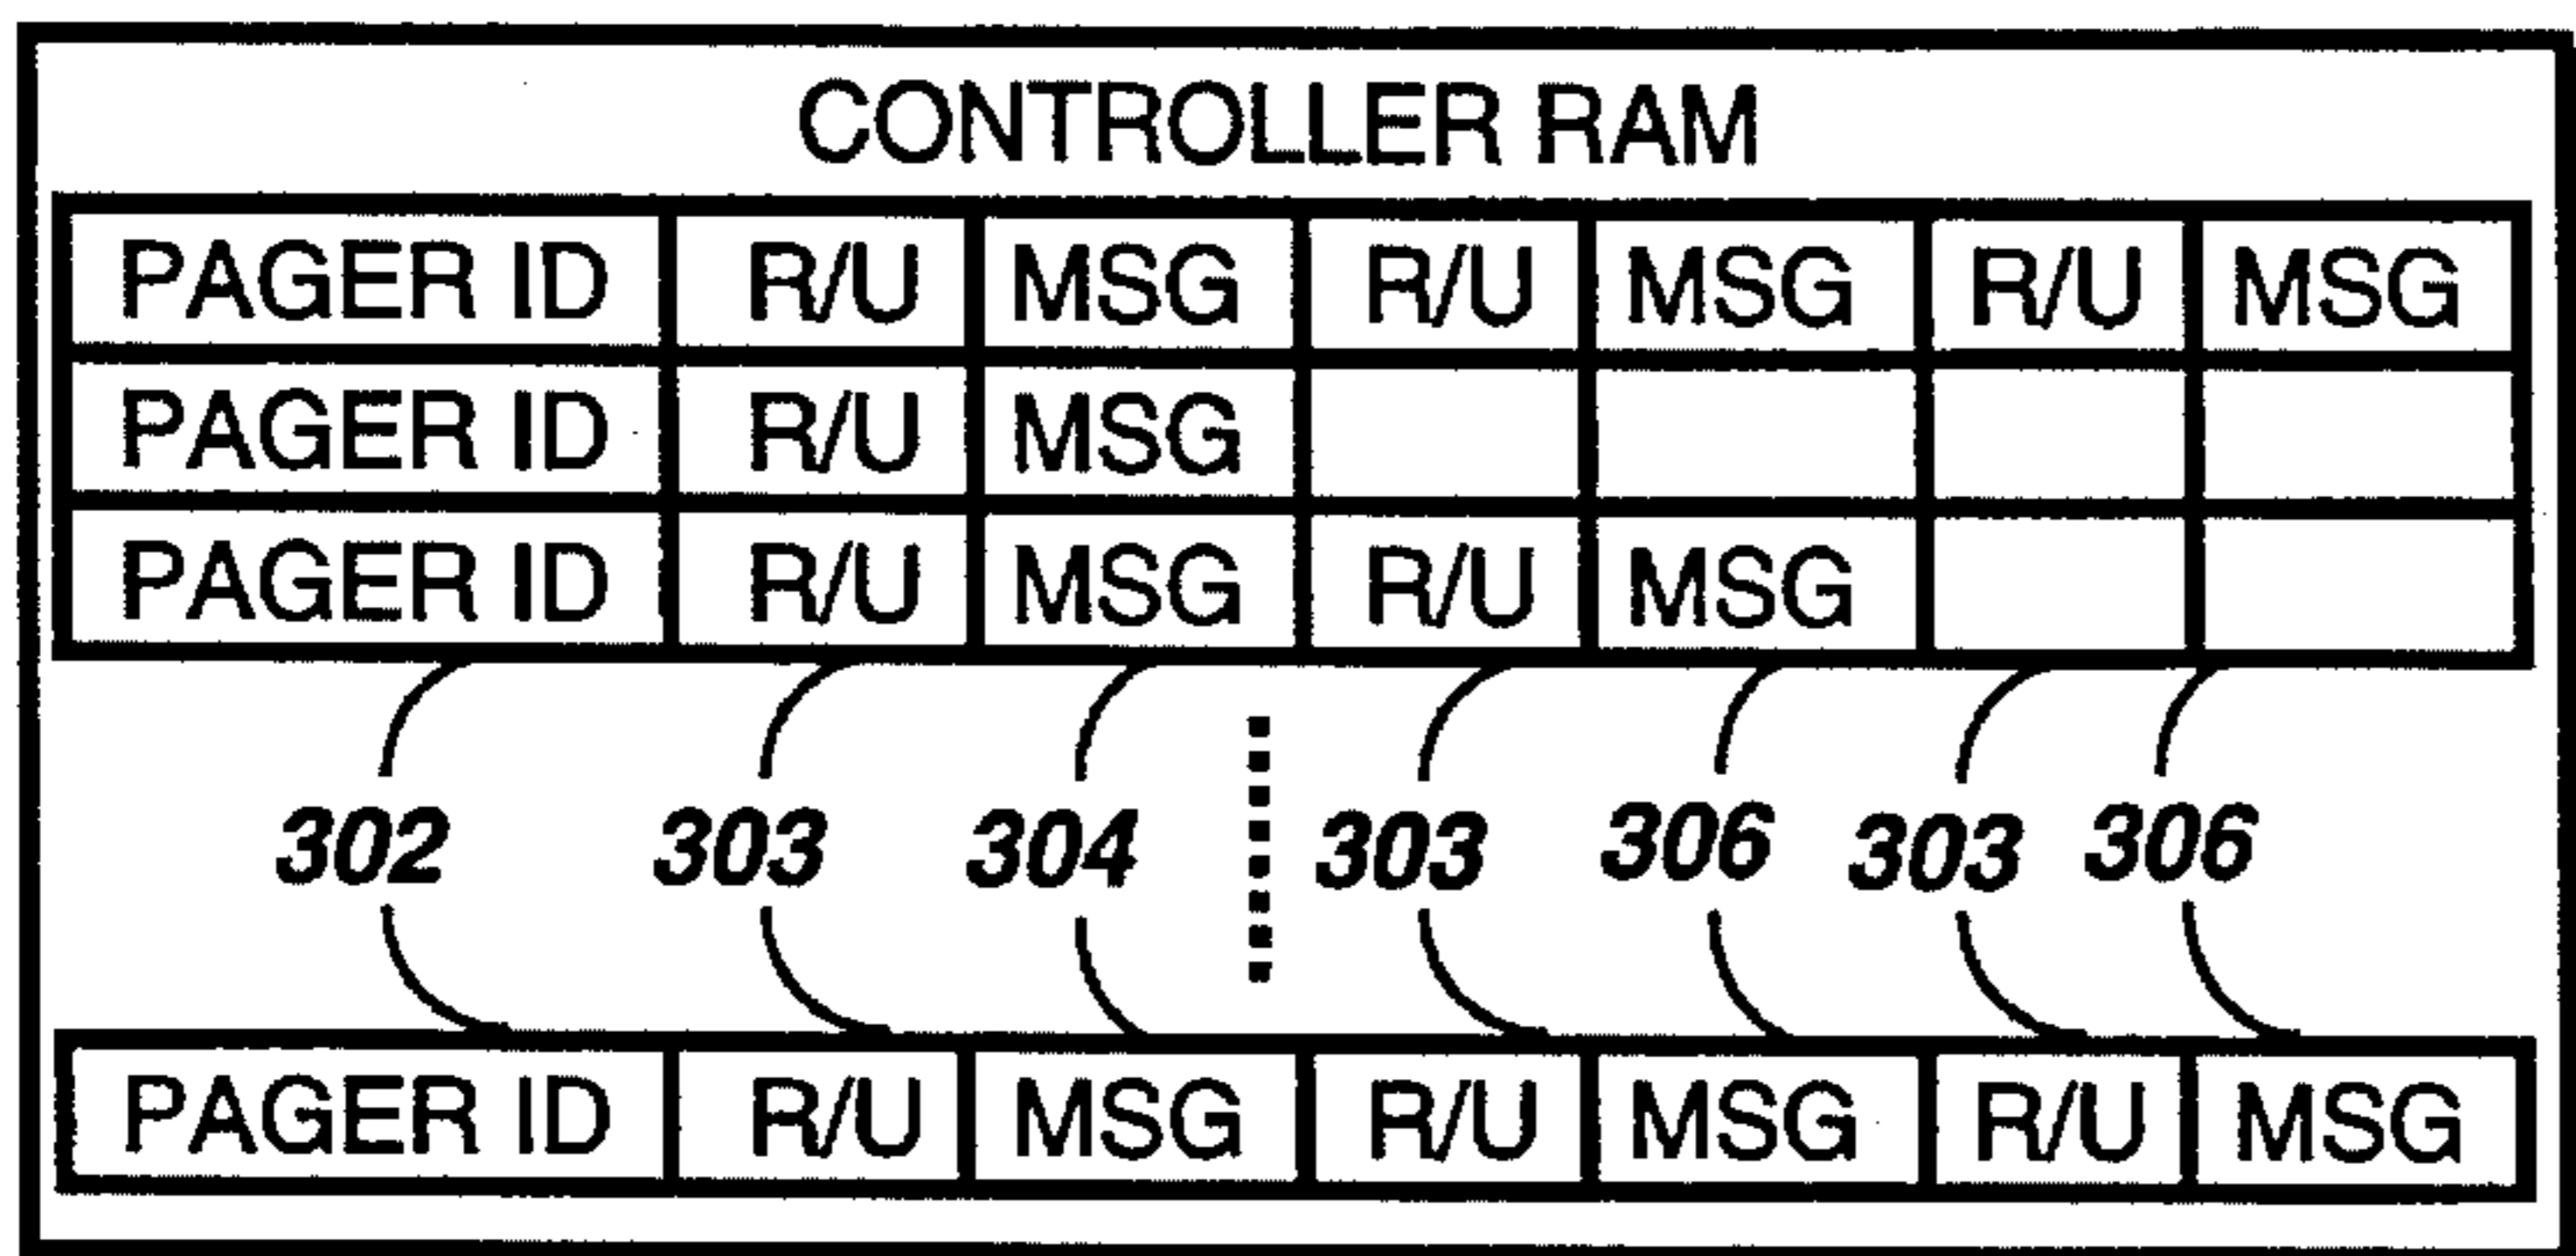 CONTROLLER RAM
PAGER ID R/U MSG R/U MSG R/U MSG
PAGER ID R/U MSG
PAGER ID R/U MSG R/U MSG
302 303 304 303 306 303 306
PAGER ID R/U MSG R/U MSG R/U MSG